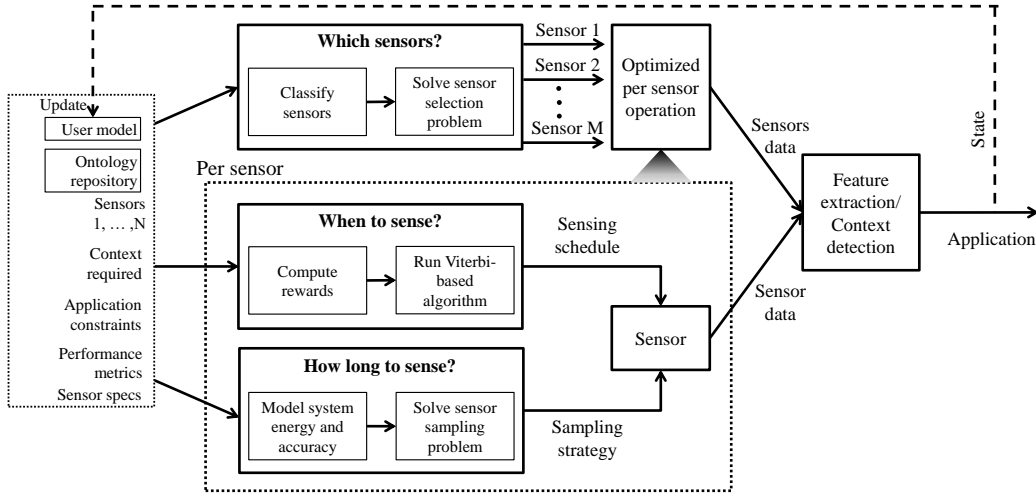 Update
User model
Ontology
repository
Sensors
1, … ,N
Context
required
Application
constraints
Performance
metrics
Sensor specs
Which sensors?
Classify
sensors
Solve sensor
selection
problem
Sensor 1
Sensor 2
Sensor M
Optimized
per sensor
operation
Per sensor
When to sense?
Compute
rewards
Run Viterbi-
based
algorithm
Sensing
schedule
How long to sense?
Model system
energy and
accuracy
Solve sensor
sampling
problem
Sampling
strategy
Sensor
Sensors
data
Sensor
data
Feature
extraction/
Context
detection
State
Application